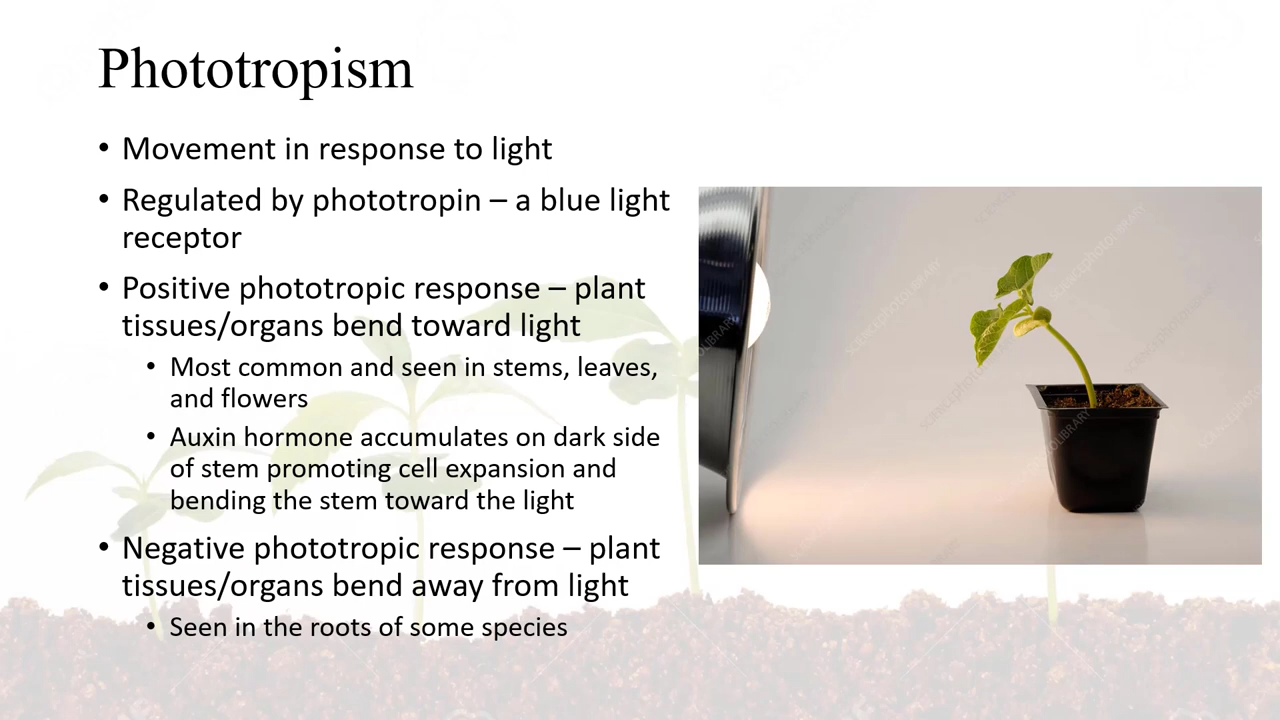 Phototropism
• Movement in response to light
• Regulated by phototropin – a blue light
receptor
• Positive phototropic response – plant
tissues/organs bend toward light
• Most common and seen in stems, leaves,
and flowers
• Auxin hormone accumulates on dark side
of stem promoting cell expansion and
bending the stem toward the light
• Negative phototropic response – plant
tissues/organs bend away from light
• Seen in the roots of some species
SCIENCEphotoLIBRARY